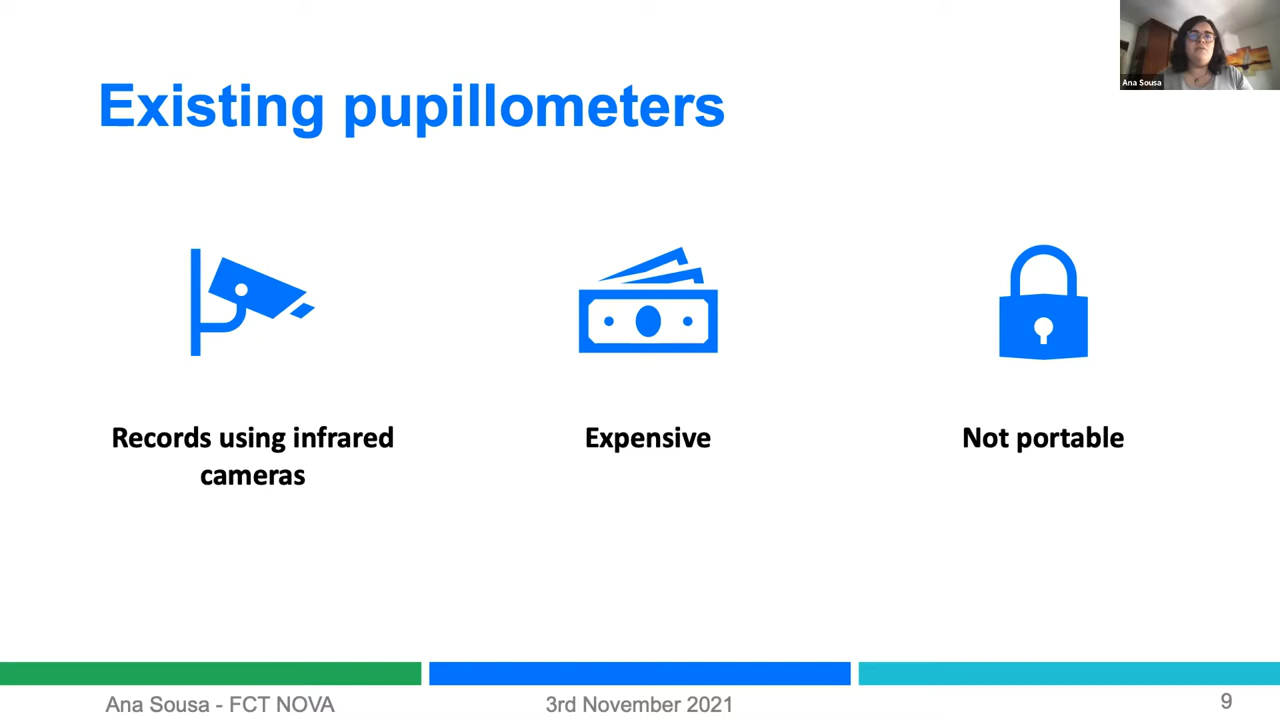 Ana Sousa
Existing pupillometers
Records using infrared
cameras
Expensive
Not portable
Ana Sousa - FCT NOVA
3rd November 2021
9